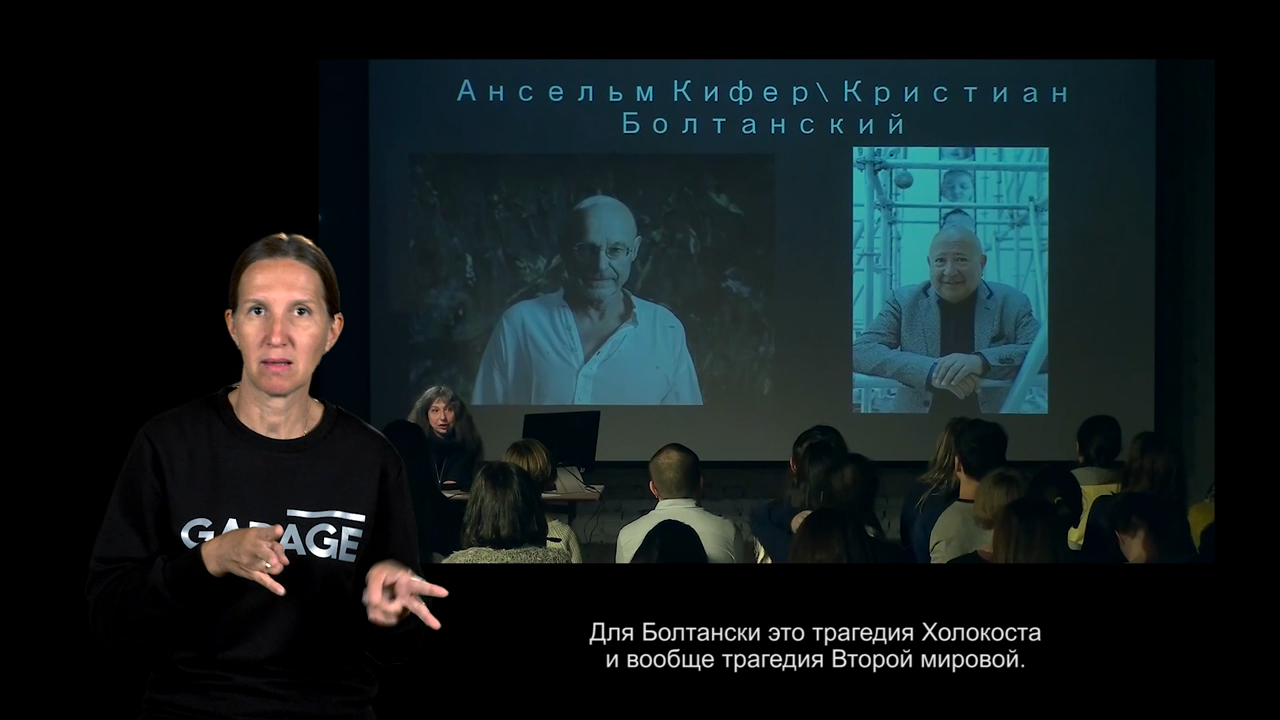 Ансельм Кифер\Кристиан
Болтанский
GARAGE
Для Болтански это трагедия Холокоста
и вообще трагедия Второй мировой.